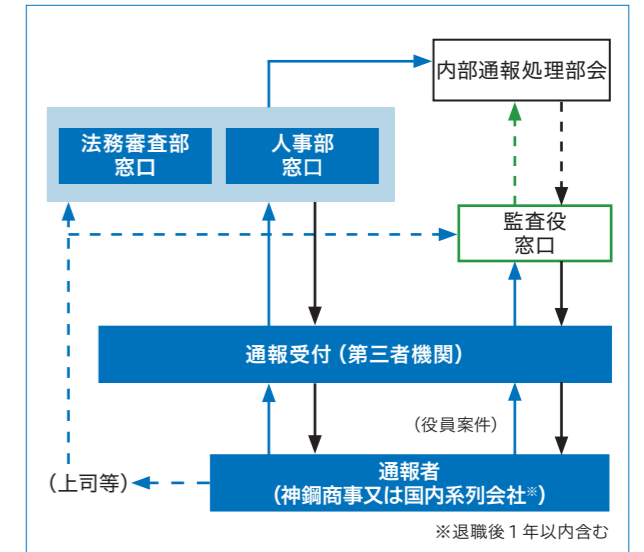 内部通報処理部会
法務審査部
窓口
人事部
窓口
監査役
窓口
通報受付（第三者機関）
（役員案件）
（上司等）
通報者
（神鋼商事又は国内系列会社※）
※退職後１年以内含む